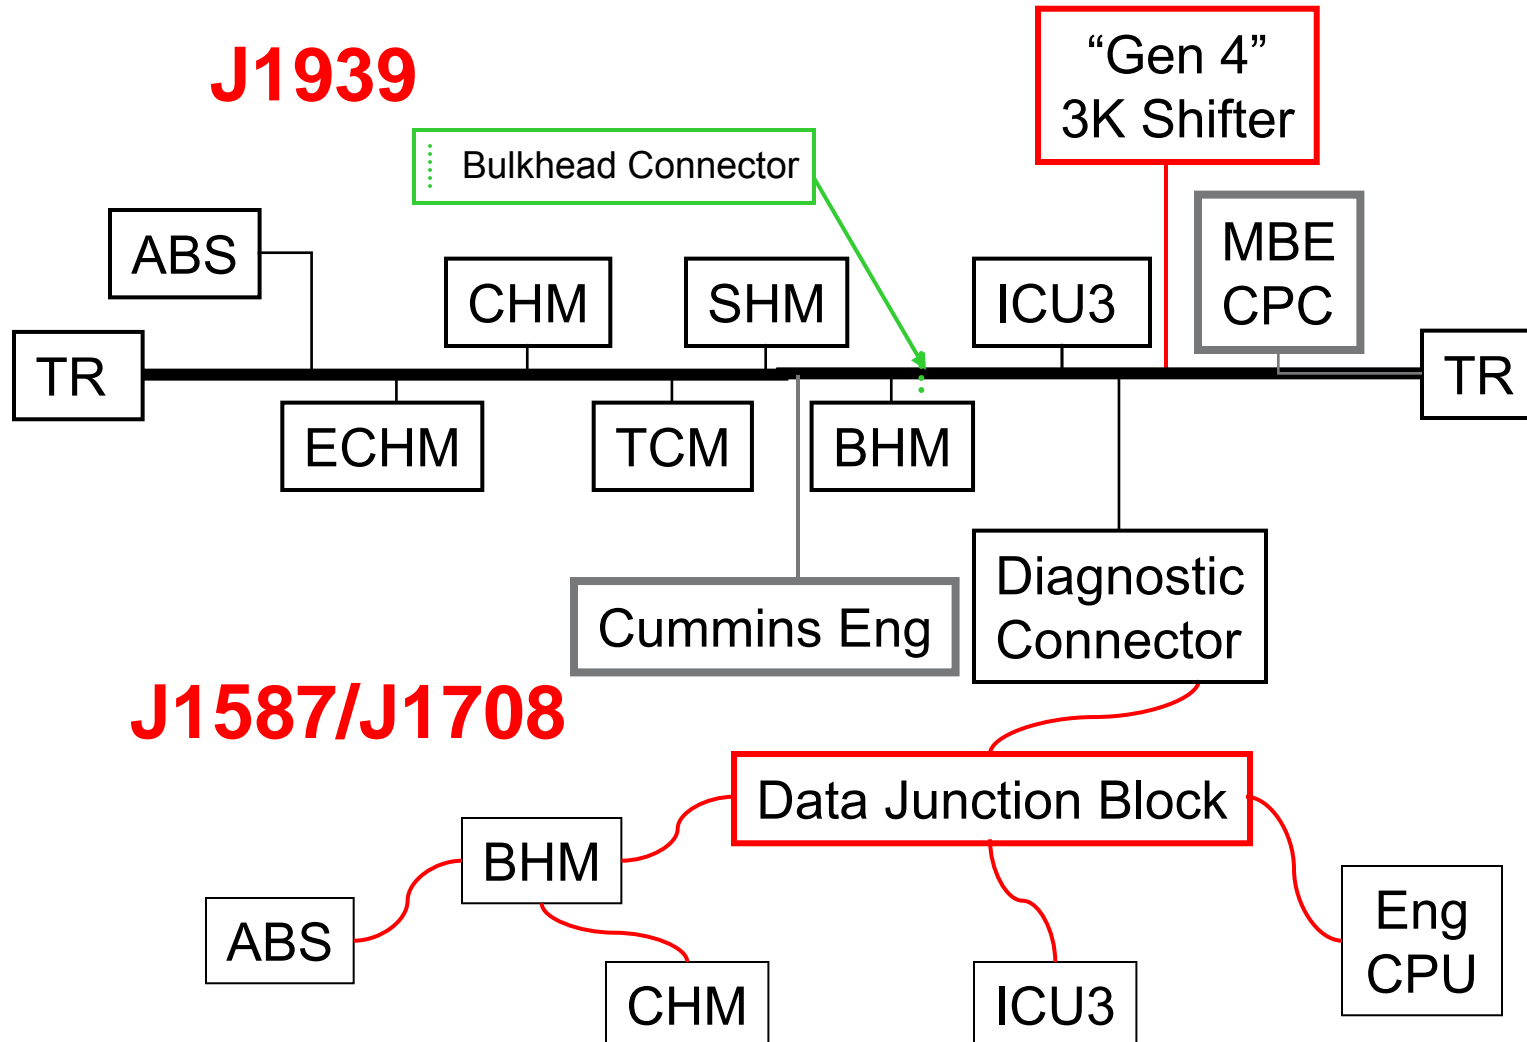 J1939
“Gen 4”
3K Shifter
Bulkhead Connector
ABS
CHM
SHM
ICU3
MBE
CPC
TR
TR
ECHM
TCM
BHM
Cummins Eng
Diagnostic
Connector
J1587/J1708
Data Junction Block
BHM
ABS
CHM
ICU3
Eng
CPU